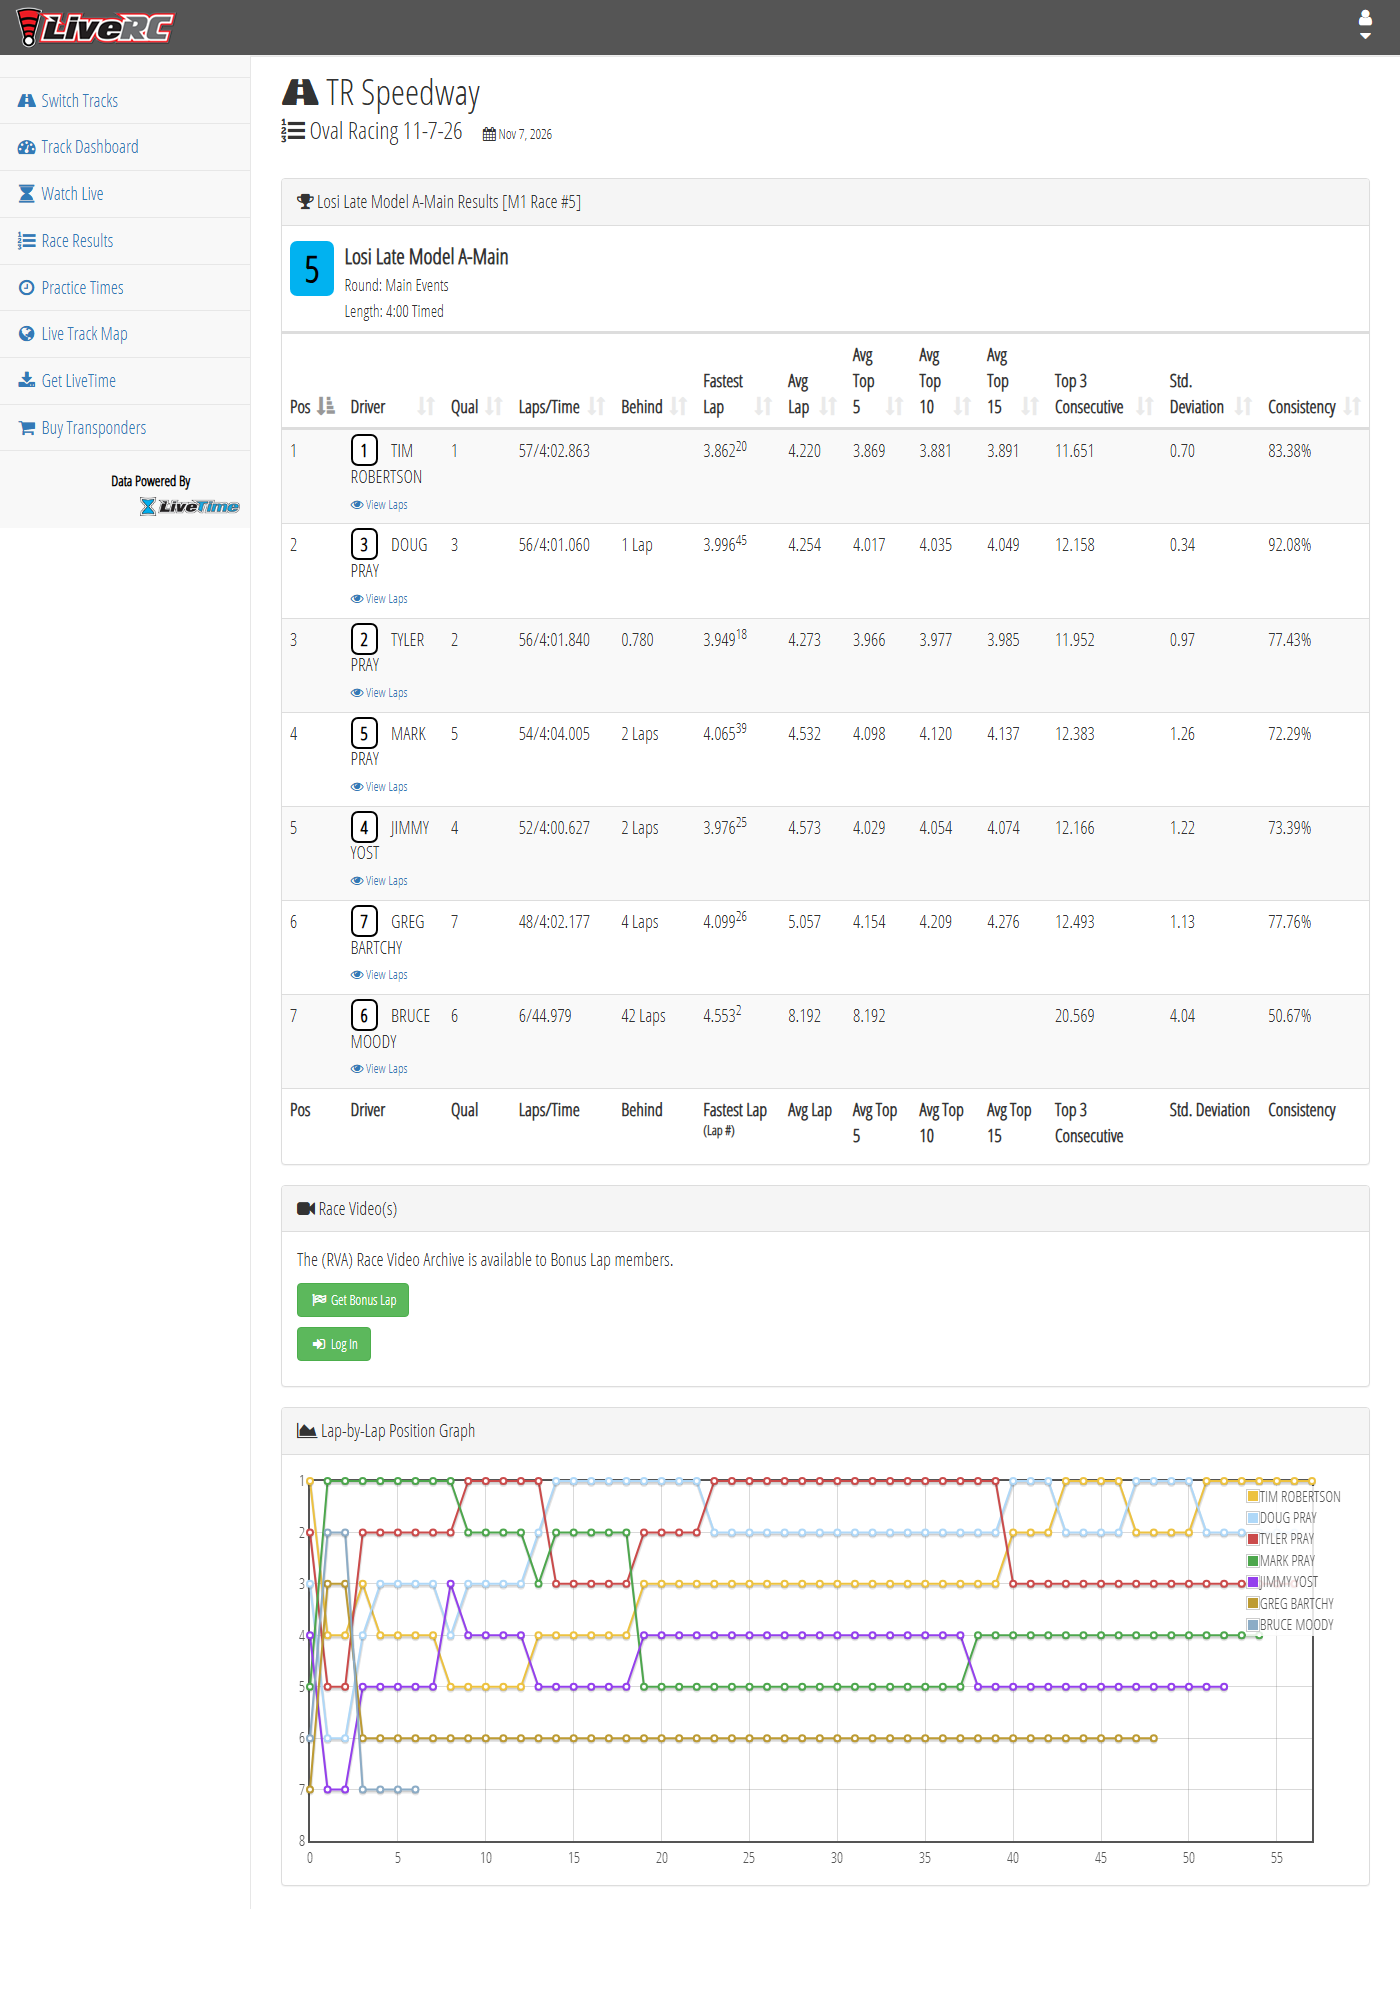 LiveRC
Switch Tracks
Track Dashboard
Watch Live
Race Results
Practice Times
Live Track Map
Get LiveTime
Buy Transponders
Data Powered By
LiveTime
TR Speedway
Oval Racing 11-7-26 Nov 7, 2026
Losi Late Model A-Main Results [M1 Race #5]
5 Losi Late Model A-Main
Round: Main Events
Length: 4:00 Timed
Pos Driver Qual Laps/Time Behind Fastest Lap Avg Lap Avg Top 5 Avg Top 10 Avg Top 15 Top 3 Consecutive Std. Deviation Consistency
1 1 TIM ROBERTSON 1 57/4:02.863 3.862 20 4.220 3.869 3.881 3.891 11.651 0.70 83.38%
View Laps
2 3 DOUG PRAY 3 56/4:01.060 1 Lap 3.996 45 4.254 4.017 4.035 4.049 12.158 0.34 92.08%
View Laps
3 2 TYLER PRAY 2 56/4:01.840 0.780 3.949 18 4.273 3.966 3.977 3.985 11.952 0.97 77.43%
View Laps
4 5 MARK PRAY 5 54/4:04.005 2 Laps 4.065 39 4.532 4.098 4.120 4.137 12.383 1.26 72.29%
View Laps
5 4 JIMMY YOST 4 52/4:00.627 2 Laps 3.976 25 4.573 4.029 4.054 4.074 12.166 1.22 73.39%
View Laps
6 7 GREG BARTCHY 7 48/4:02.177 4 Laps 4.099 26 5.057 4.154 4.209 4.276 12.493 1.13 77.76%
View Laps
7 6 BRUCE MOODY 6 6/44.979 42 Laps 4.553 2 8.192 8.192 20.569 4.04 50.67%
View Laps
Pos Driver Qual Laps/Time Behind Fastest Lap (Lap #) Avg Lap Avg Top 5 Avg Top 10 Avg Top 15 Top 3 Consecutive Std. Deviation Consistency
Race Video(s)
The (RVA) Race Video Archive is available to Bonus Lap members.
Get Bonus Lap
Log In
Lap-by-Lap Position Graph
1
2
3
4
5
6
7
8
0 5 10 15 20 25 30 35 40 45 50 55
TIM ROBERTSON
DOUG PRAY
TYLER PRAY
MARK PRAY
JIMMY YOST
GREG BARTCHY
BRUCE MOODY